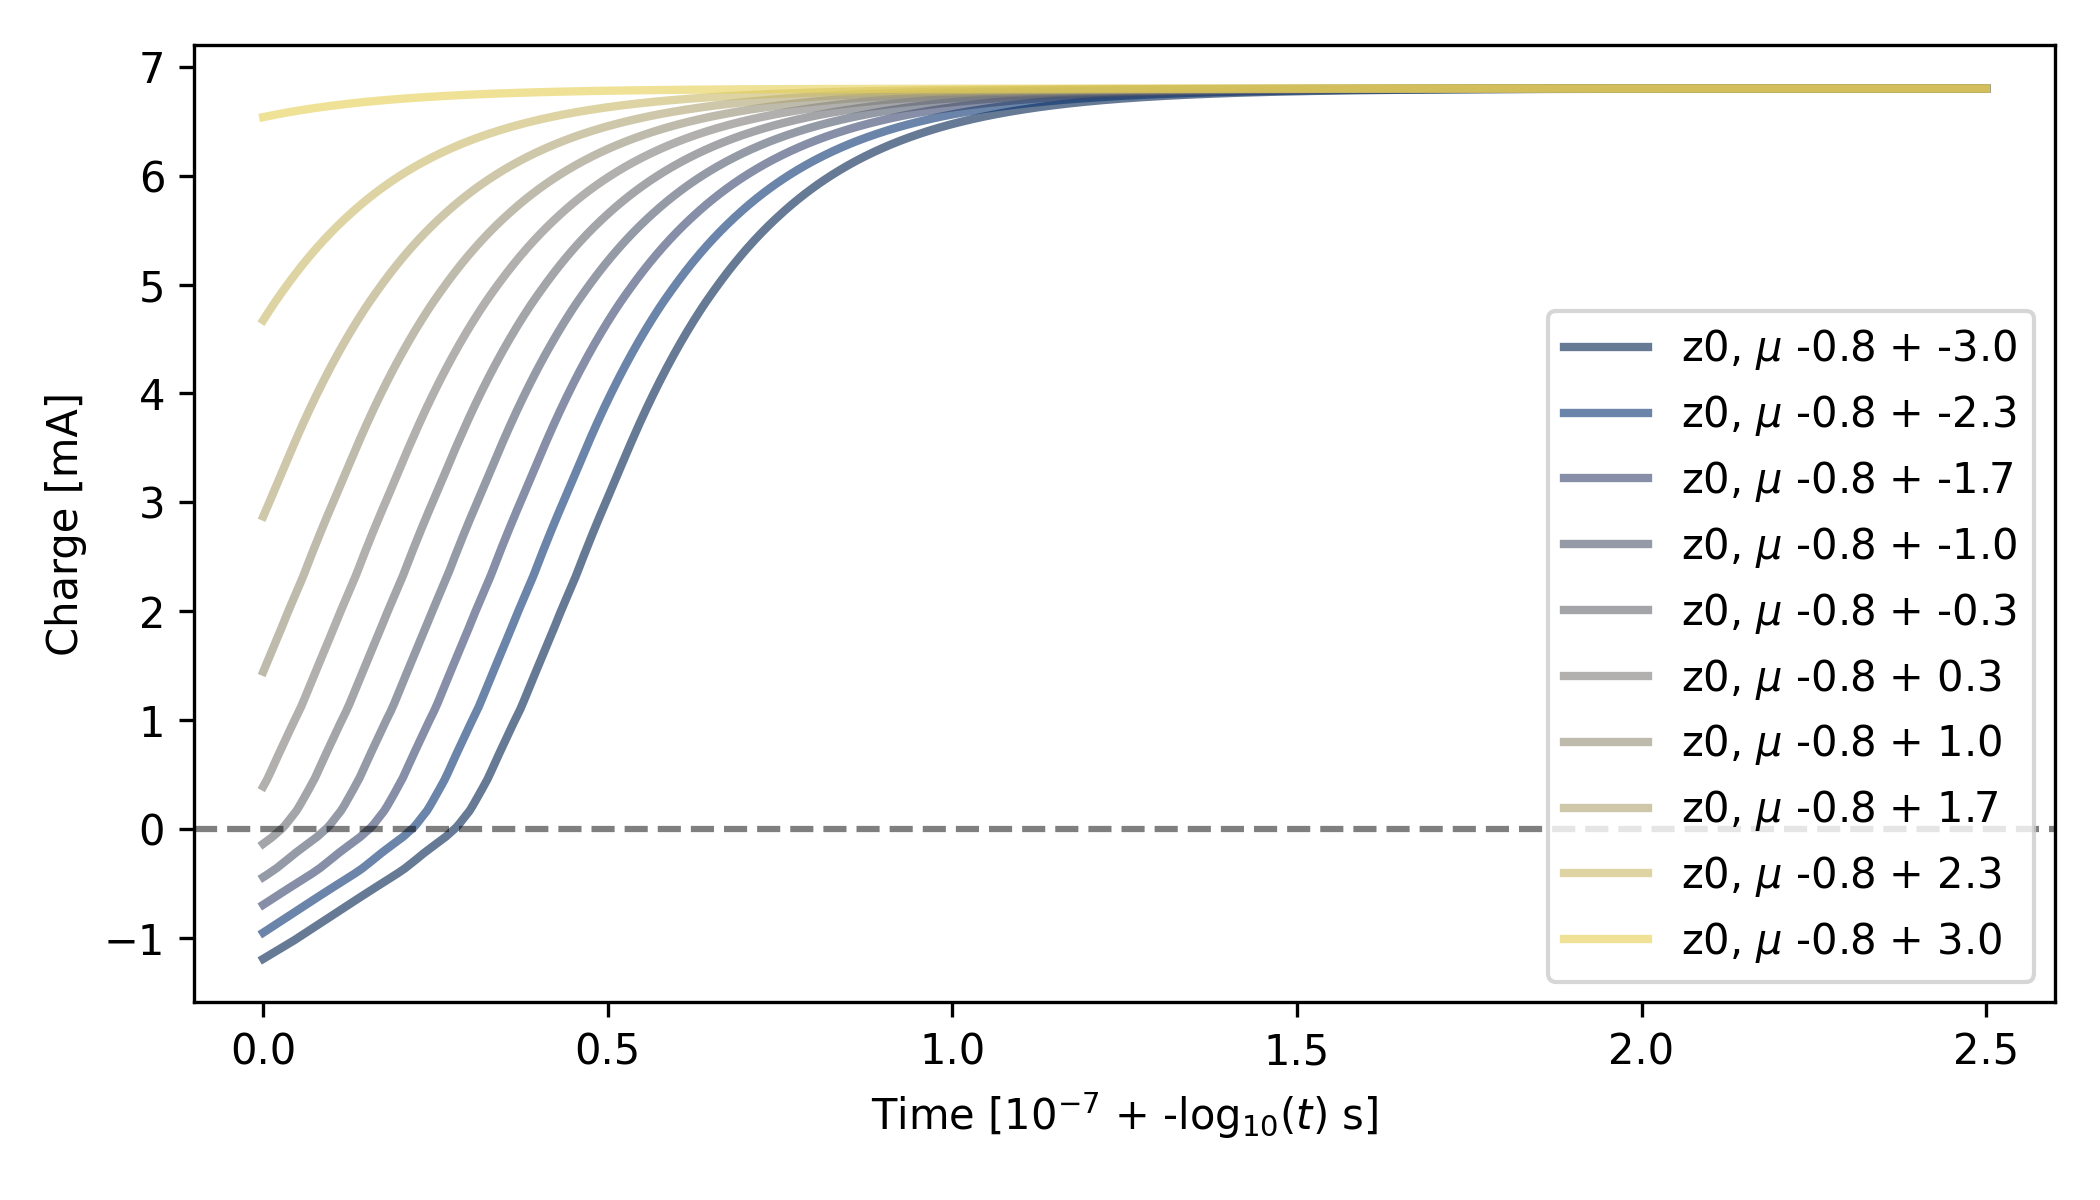 7
6
5
4
3
2
1
0
−1
Charge [mA]
z0, μ -0.8 + -3.0
z0, μ -0.8 + -2.3
z0, μ -0.8 + -1.7
z0, μ -0.8 + -1.0
z0, μ -0.8 + -0.3
z0, μ -0.8 + 0.3
z0, μ -0.8 + 1.0
z0, μ -0.8 + 1.7
z0, μ -0.8 + 2.3
z0, μ -0.8 + 3.0
0.0 0.5 1.0 1.5 2.0 2.5
Time [10⁻⁷ + -log₁₀(t) s]